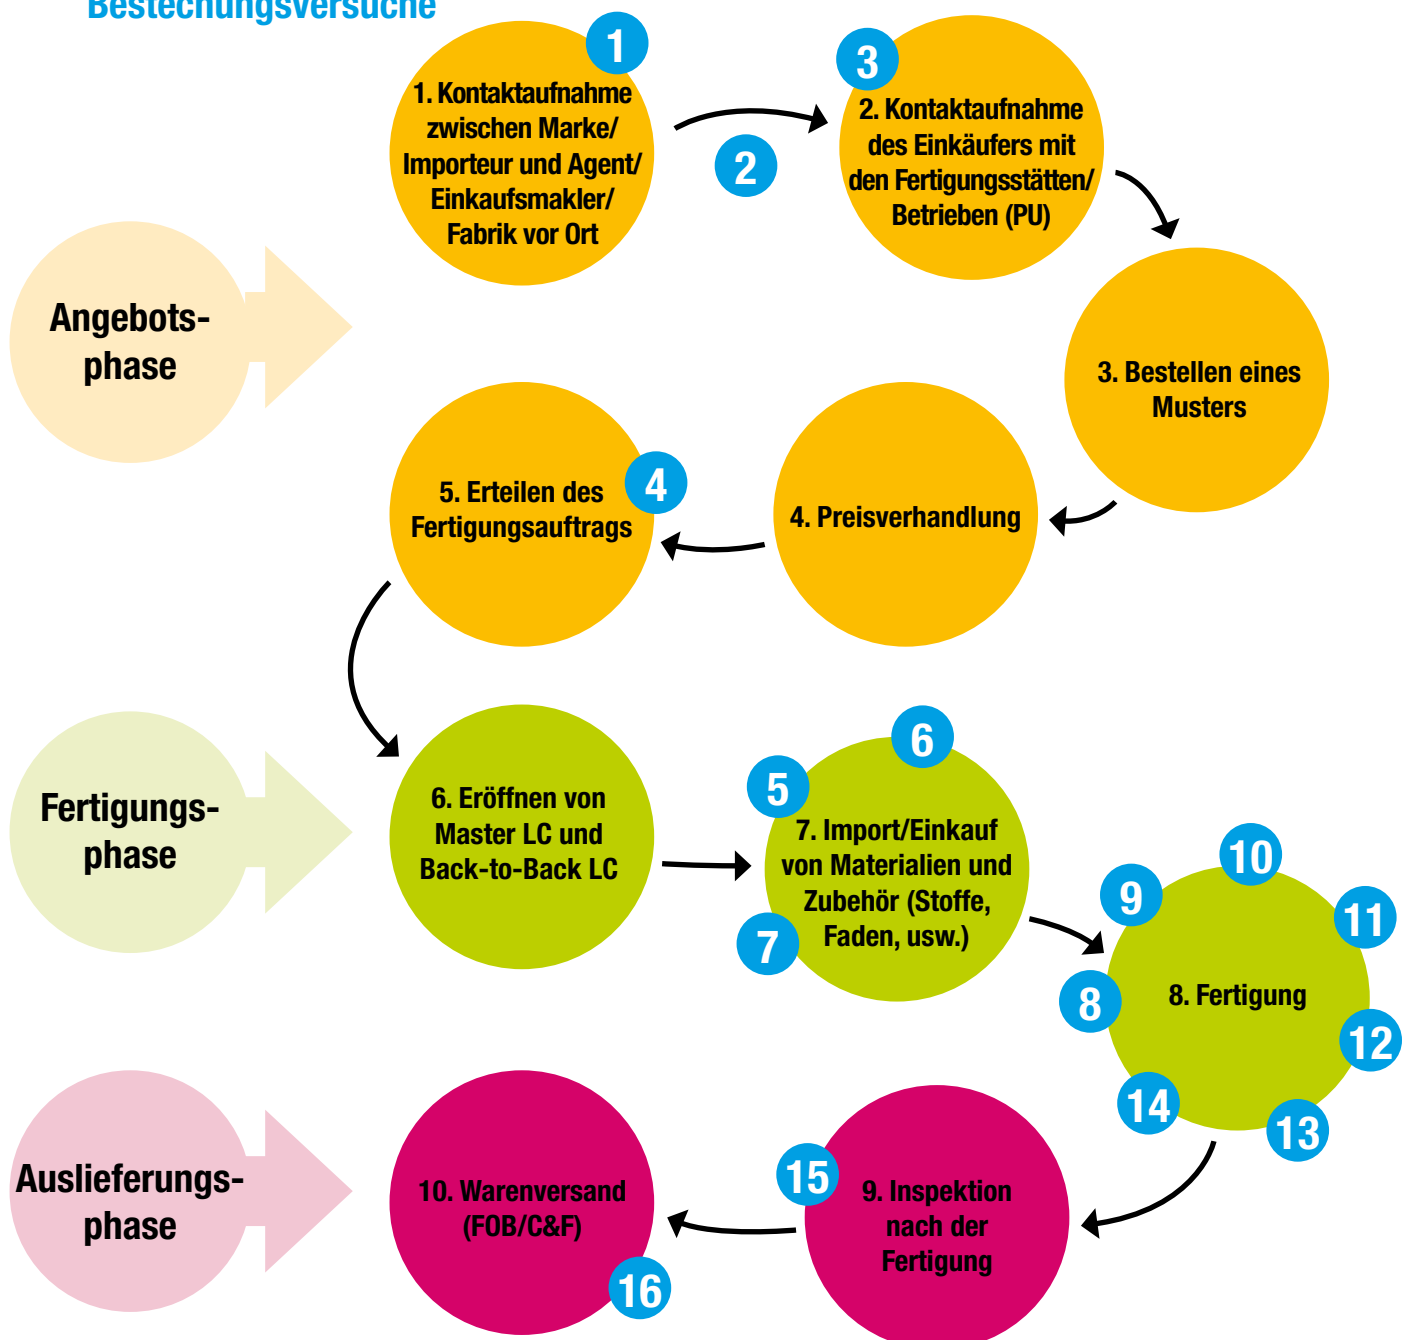 Bestechungsversuche
1
1. Kontaktaufnahme
zwischen Marke/
Importeur und Agent/
Einkaufsmakler/
Fabrik vor Ort
2
3
2. Kontaktaufnahme
des Einkäufers mit
den Fertigungsstätten/
Betrieben (PU)
Angebots-
phase
3. Bestellen eines
Musters
4. Preisverhandlung
4
5. Erteilen des
Fertigungsauftrags
Fertigungs-
phase
6. Eröffnen von
Master LC und
Back-to-Back LC
5
6
7
7. Import/Einkauf
von Materialien und
Zubehör (Stoffe,
Faden, usw.)
8
9
10
11
12
13
14
8. Fertigung
Auslieferungs-
phase
15
9. Inspektion
nach der
Fertigung
10. Warenversand
(FOB/C&F)
16